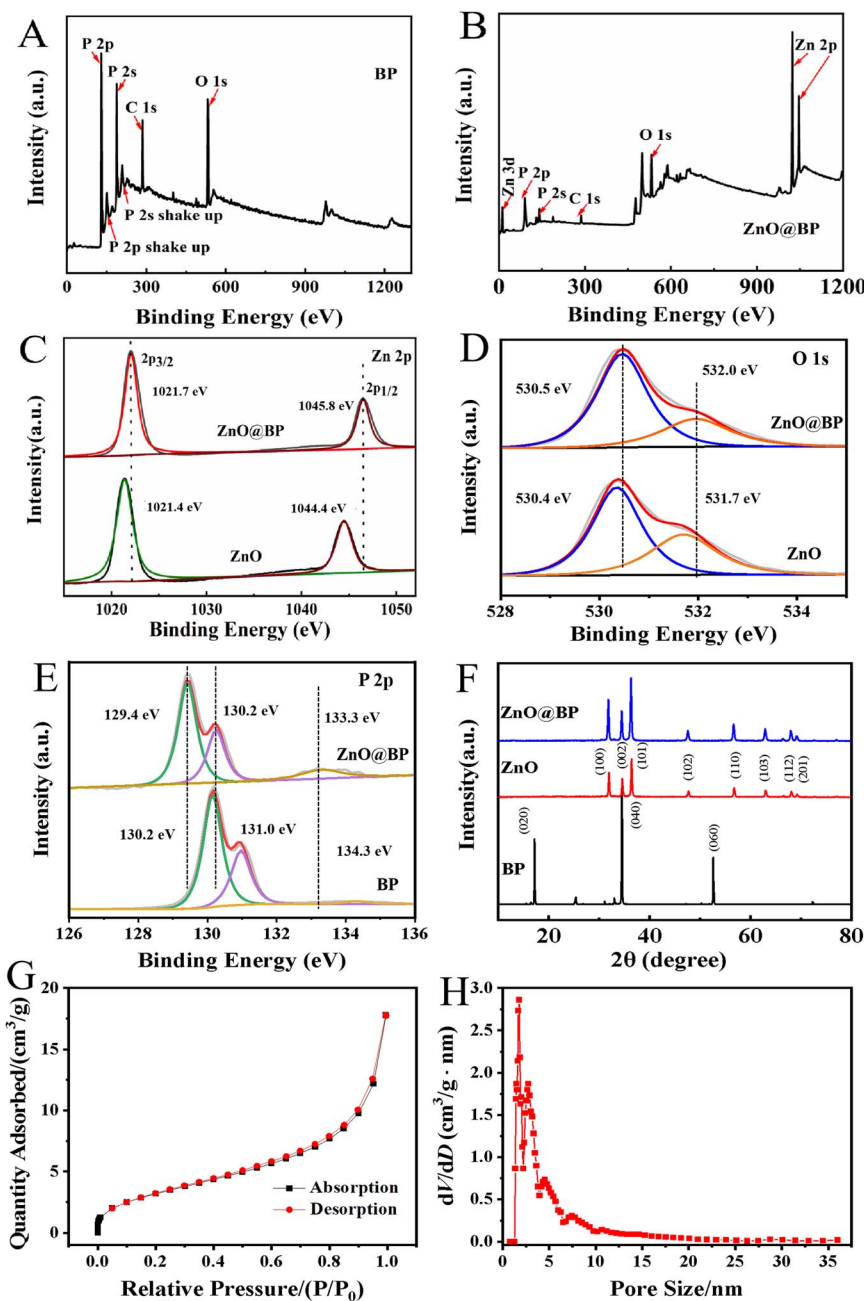 A
P 2p
P 2s
C 1s
O 1s
BP
P 2s shake up
P 2p shake up
Intensity (a.u.)
0 300 600 900 1200
Binding Energy (eV)
B
Zn 2p
O 1s
Zn 3d
P 2p
P 2s
C 1s
ZnO@BP
Intensity (a.u.)
0 300 600 900 1200
Binding Energy (eV)
C
Zn 2p
2p3/2
1021.7 eV
2p1/2
1045.8 eV
ZnO@BP
1021.4 eV
1044.4 eV
ZnO
Intensity(a.u.)
1020 1030 1040 1050
Binding Energy (eV)
D
O 1s
530.5 eV
532.0 eV
ZnO@BP
530.4 eV
531.7 eV
ZnO
Intensity(a.u.)
528 530 532 534
Binding Energy (eV)
E
P 2p
129.4 eV
130.2 eV
133.3 eV
ZnO@BP
130.2 eV
131.0 eV
134.3 eV
BP
Intensity(a.u.)
126 128 130 132 134 136
Binding Energy (eV)
F
ZnO@BP
ZnO
(100) (002) (101) (102) (110) (103) (112) (201)
BP
(020) (040) (060)
Intensity(a.u.)
20 40 60 80
2θ (degree)
G
Quantity Adsorbed/(cm³/g)
20
15
10
5
0
Absorption
Desorption
0.0 0.2 0.4 0.6 0.8 1.0
Relative Pressure/(P/P0)
H
dV/dD (cm³/g · nm)
3.0
2.5
2.0
1.5
1.0
0.5
0.0
0 5 10 15 20 25 30 35
Pore Size/nm